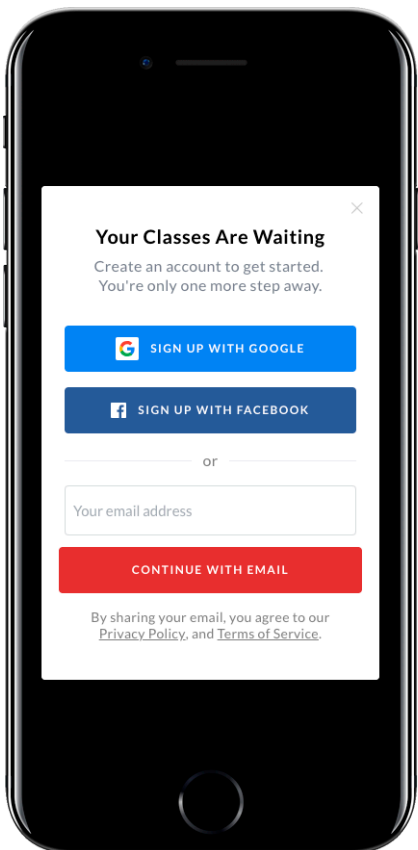 Your Classes Are Waiting
Create an account to get started.
You're only one more step away.
SIGN UP WITH GOOGLE
SIGN UP WITH FACEBOOK
or
Your email address
CONTINUE WITH EMAIL
By sharing your email, you agree to our
Privacy Policy, and Terms of Service.